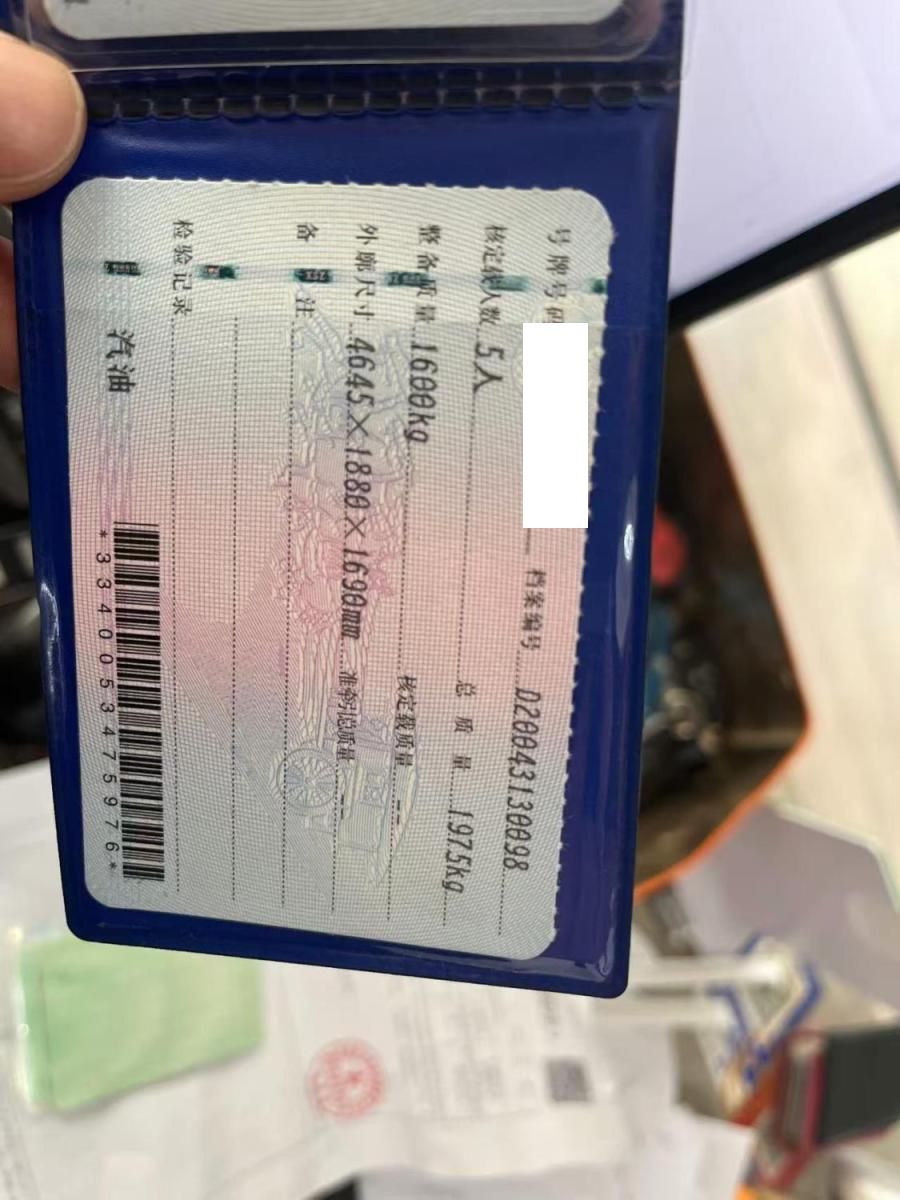 号牌号码 档案编号 020043130098
核定载人数 5人 总质量 1975kg
整备质量 1600kg 核定载质量 --
外廓尺寸 4645×1880×1690mm 准牵引总质量 --
备注
检验记录
汽油
*3340053475976*